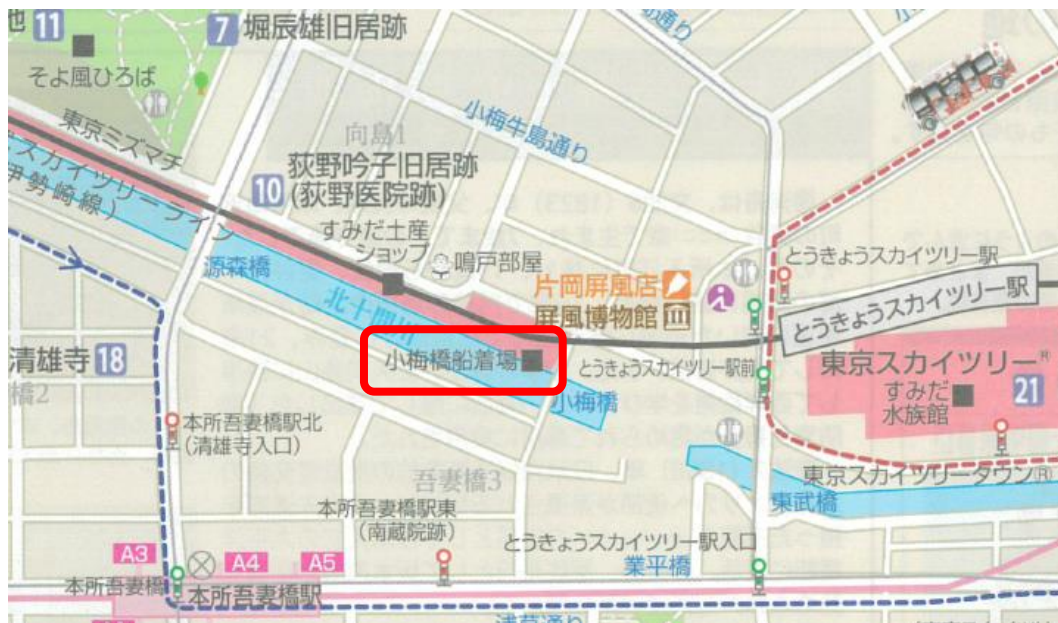 池 11
7 堀辰雄旧居跡
そよ風ひろば
東京ミズマチ
スカイツリーライン
伊勢崎線)
向島1
小梅牛島通り
10 荻野吟子旧居跡
(荻野医院跡)
すみだ土産
ショップ
鳴戸部屋
源森橋
北十間川
片岡屏風店
屏風博物館
とうきょうスカイツリー駅
とうきょうスカイツリー駅
小梅橋船着場
とうきょうスカイツリー駅前
小梅橋
東京スカイツリー®
すみだ
水族館
21
清雄寺 18
橋2
本所吾妻橋駅北
(清雄寺入口)
吾妻橋3
東京スカイツリータウン®
東武橋
本所吾妻橋駅東
(南蔵院跡)
とうきょうスカイツリー駅入口
業平橋
A3
A4
A5
本所吾妻橋
本所吾妻橋駅
浅草通り